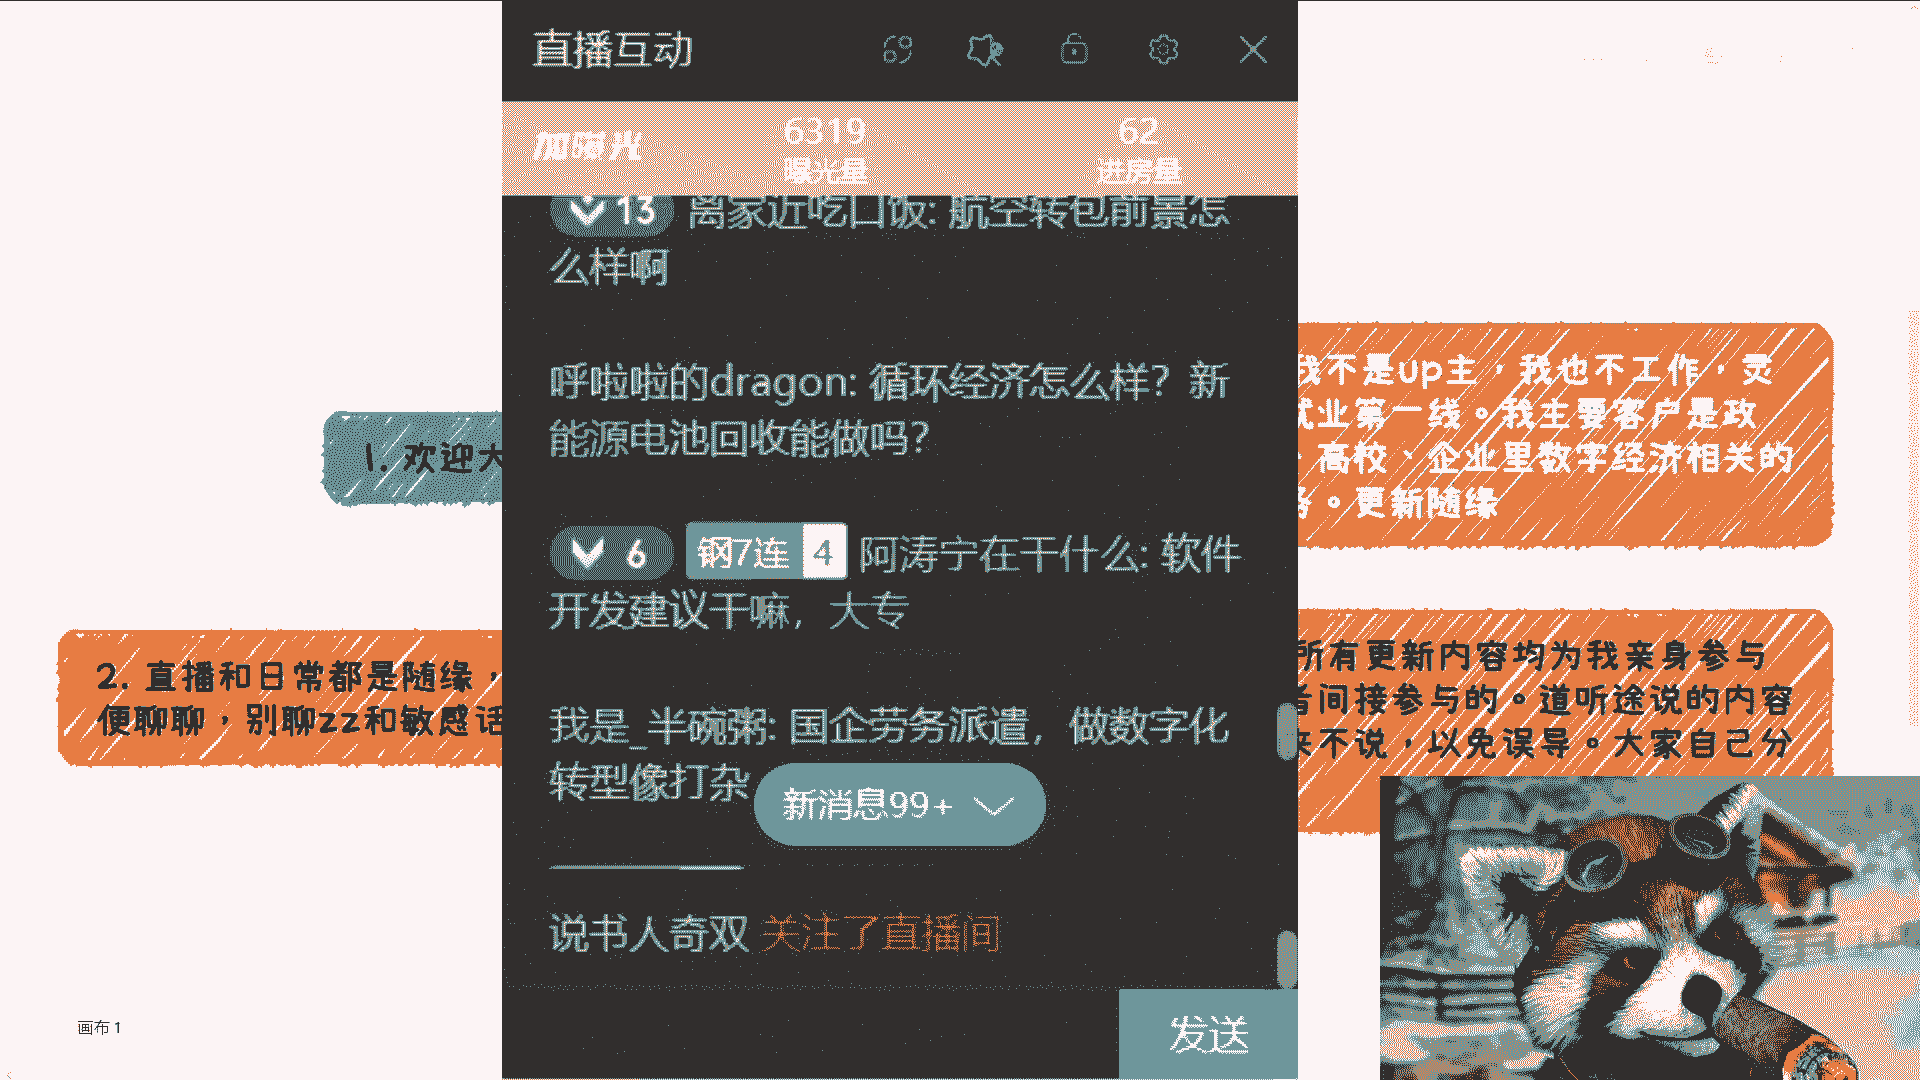 直播互动
加曝光
6319
曝光量
62
进房量
13 离家近吃口饭: 航空转包前景怎
么样啊
呼啦啦的dragon: 循环经济怎么样？新
能源电池回收能做吗？
6 钢7连 4 阿涛宁在干什么: 软件
开发建议干嘛，大专
我是_半碗粥: 国企劳务派遣，做数字化
转型像打杂
新消息99+
说书人奇双 关注了直播间
发送
1. 欢迎大
2. 直播和日常都是随缘，
便聊聊，别聊zz和敏感话
我不是up主，我也不工作，灵
就业第一线。我主要客户是政
、高校、企业里数字经济相关的
务。更新随缘
所有更新内容均为我亲身参与
者间接参与的。道听途说的内容
来不说，以免误导。大家自己分
画布 1